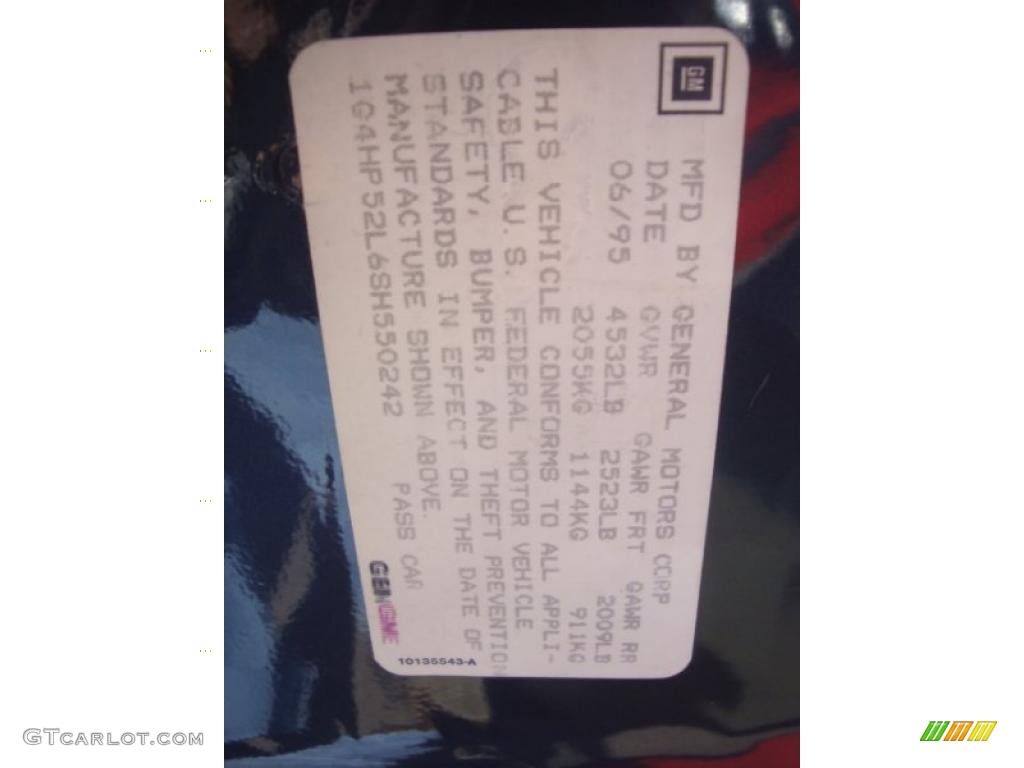 GM
MFD BY GENERAL MOTORS CORP
DATE GVWR GAWR FRT GAWR RR
06/95 4532LB 2523LB 2009LB
2055KG 1144KG 911KG
THIS VEHICLE CONFORMS TO ALL APPLI-
CABLE U.S. FEDERAL MOTOR VEHICLE
SAFETY, BUMPER, AND THEFT PREVENTION
STANDARDS IN EFFECT ON THE DATE OF
MANUFACTURE SHOWN ABOVE.
1G4HP52L6SH550242 PASS CAR
10135543-A
GTCARLOT.COM